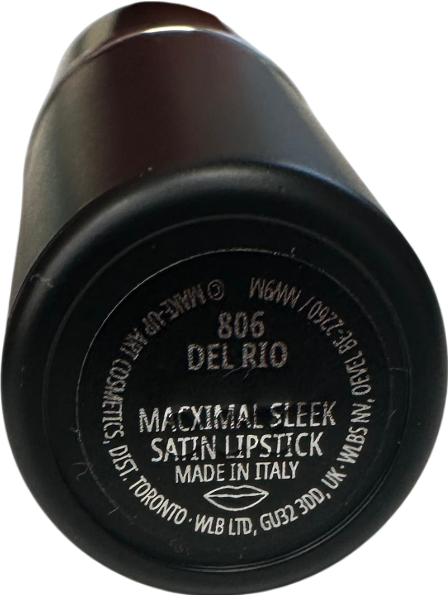 806
DEL RIO
MACXIMAL SLEEK
SATIN LIPSTICK
MADE IN ITALY
© MAKE-UP ART COSMETICS, DIST. TORONTO · WLB LTD, GU32 3DD, UK · WLBS NV, OEVEL BE-2260 / NW9M